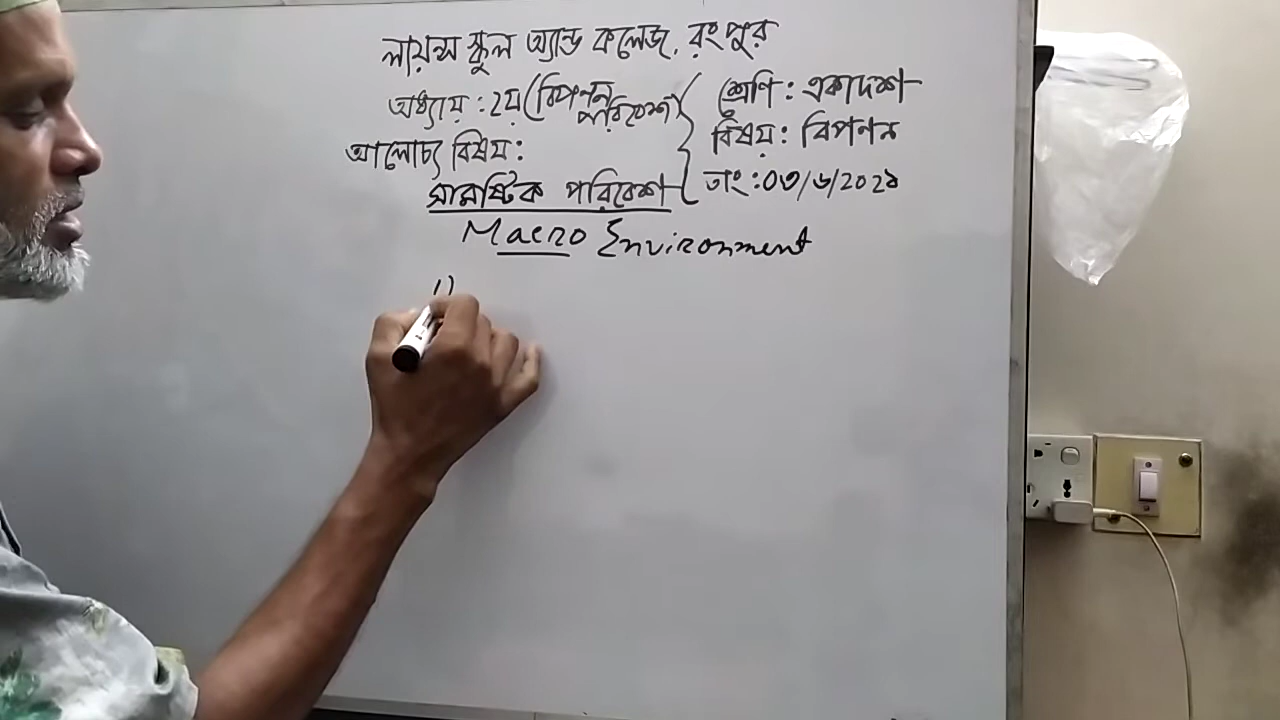 লায়ন্স স্কুল অ্যান্ড কলেজ, রংপুর
অধ্যায় : ২য় (বিপণন পরিবেশ)
আলোচ্য বিষয় :
সামষ্টিক পরিবেশ
শ্রেণি : একাদশ
বিষয় : বিপণন
তাং : ০৩/৬/২০২১
Macro Environment
1)